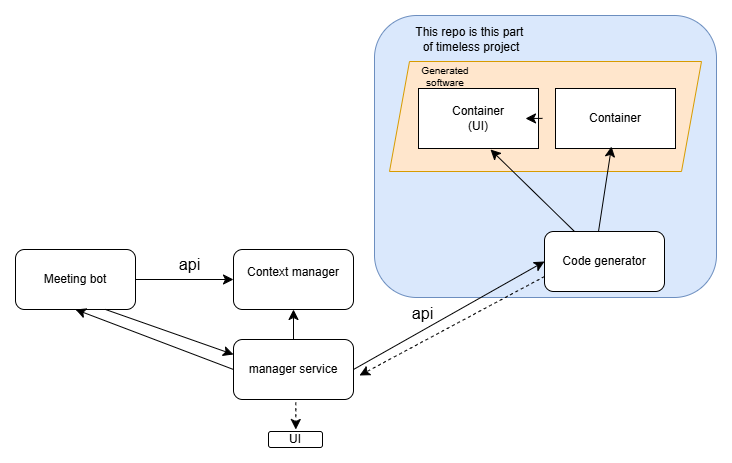 This repo is this part
of timeless project
Generated
software
Container
(UI)
Container
Code generator
Meeting bot
api
Context manager
api
manager service
UI